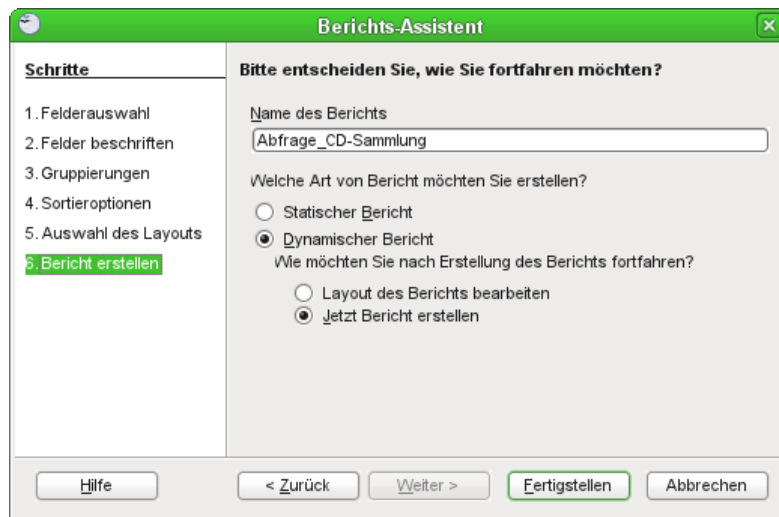 Berichts-Assistent
Schritte
1. Felderauswahl
2. Felder beschriften
3. Gruppierungen
4. Sortieroptionen
5. Auswahl des Layouts
6. Bericht erstellen
Bitte entscheiden Sie, wie Sie fortfahren möchten?
Name des Berichts
Abfrage_CD-Sammlung
Welche Art von Bericht möchten Sie erstellen?
Statischer Bericht
Dynamischer Bericht
Wie möchten Sie nach Erstellung des Berichts fortfahren?
Layout des Berichts bearbeiten
Jetzt Bericht erstellen
Hilfe
< Zurück
Weiter >
Fertigstellen
Abbrechen